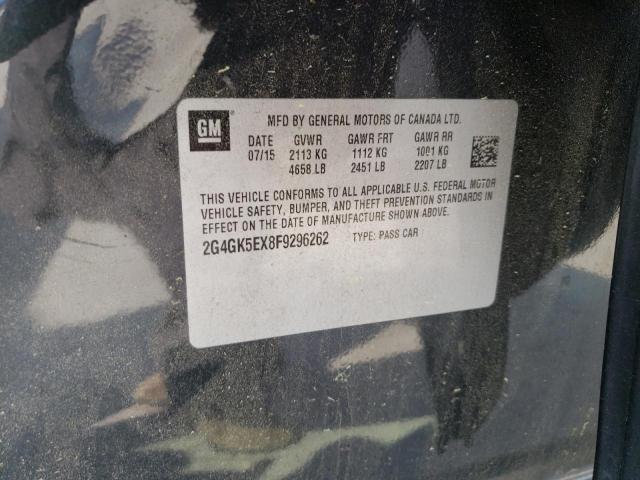 GM
MFD BY GENERAL MOTORS OF CANADA LTD.
DATE GVWR GAWR FRT GAWR RR
07/15 2113 KG 1112 KG 1001 KG
4658 LB 2451 LB 2207 LB
THIS VEHICLE CONFORMS TO ALL APPLICABLE U.S. FEDERAL MOTOR
VEHICLE SAFETY, BUMPER, AND THEFT PREVENTION STANDARDS IN
EFFECT ON THE DATE OF MANUFACTURE SHOWN ABOVE.
2G4GK5EX8F9296262 TYPE: PASS CAR